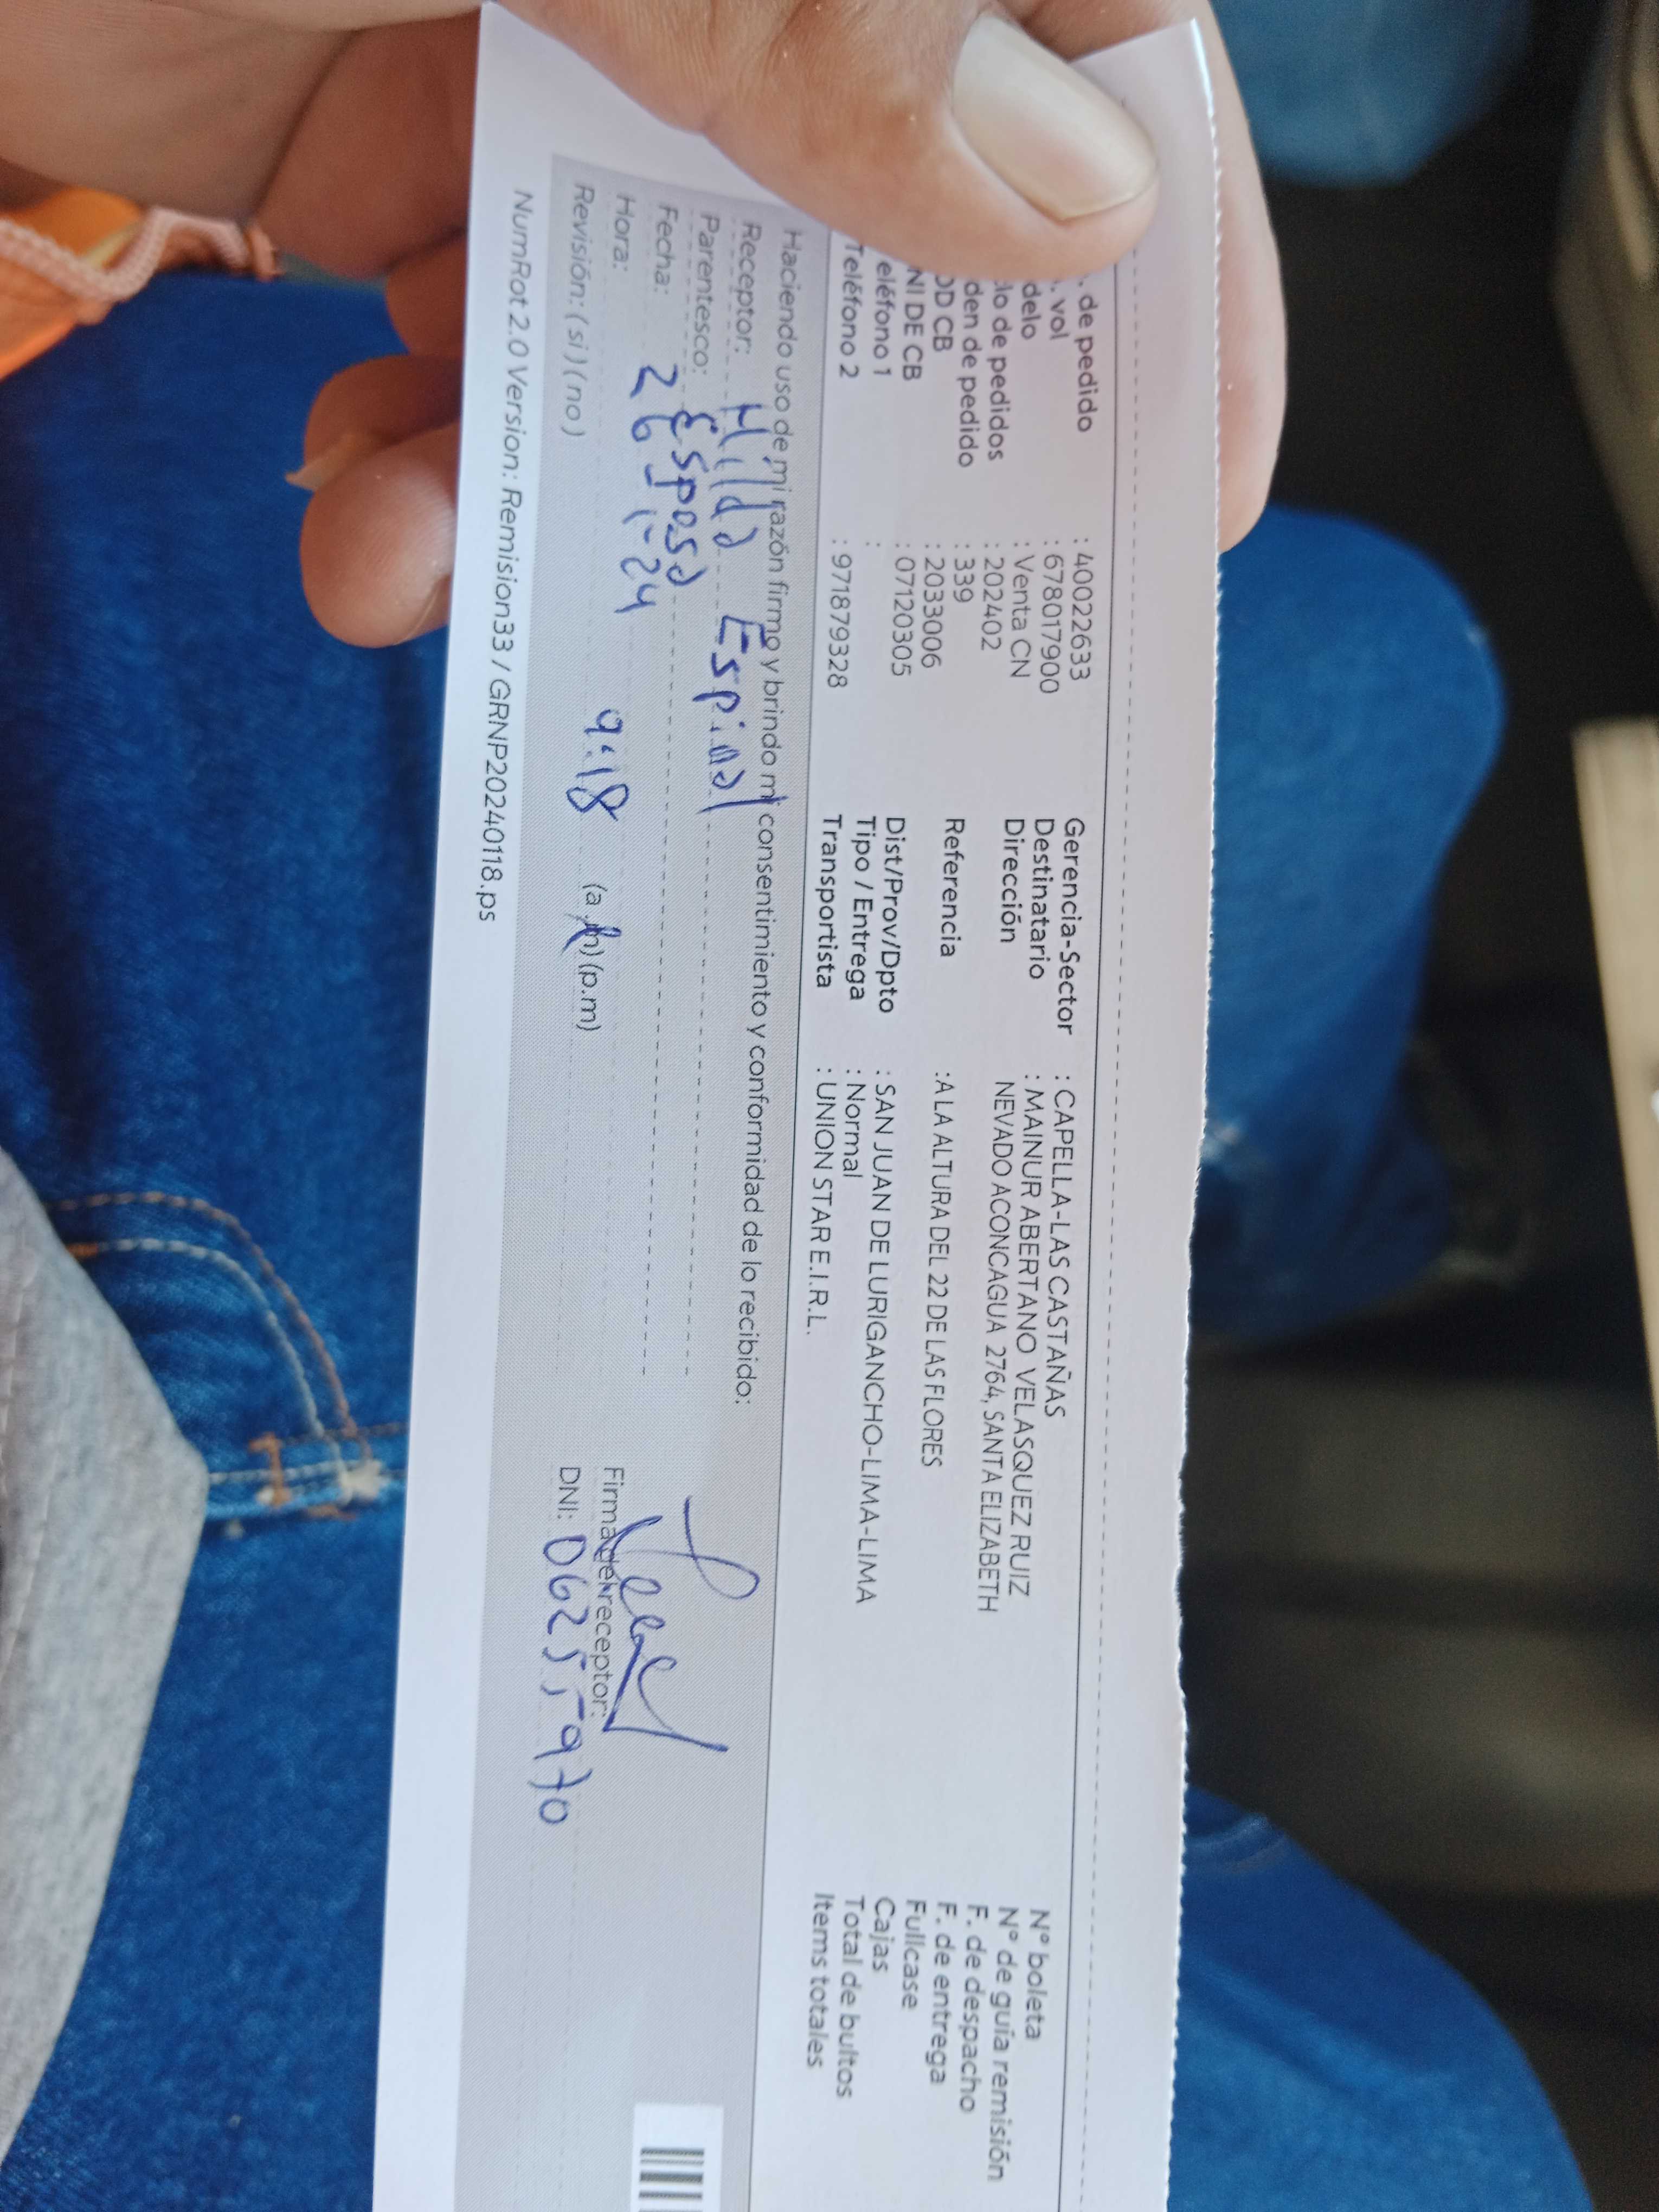 . de pedido : 40022633
. vol : 678017900
delo : Venta CN
do de pedidos : 202402
den de pedido : 339
OD CB : 2033006
NI DE CB : 07120305
eléfono 1 :
Teléfono 2 : 971879328
Gerencia-Sector : CAPELLA-LAS CASTAÑAS
Destinatario : MAINUR ABERTANO VELASQUEZ RUIZ
Dirección NEVADO ACONCAGUA 2764, SANTA ELIZABETH
Referencia :A LA ALTURA DEL 22 DE LAS FLORES
Dist/Prov/Dpto : SAN JUAN DE LURIGANCHO-LIMA-LIMA
Tipo / Entrega : Normal
Transportista : UNION STAR E.I.R.L.
N° boleta
N° de guía remisión
F. de despacho
F. de entrega
Fullcase
Cajas
Total de bultos
Items totales
Haciendo uso de mi razón firmo y brindo mi consentimiento y conformidad de lo recibido:
Receptor: Hilda Espinal
Parentesco: Esposa
Fecha: 26-1-24
Hora: 9:18 (a.m) (p.m)
Revisión: ( si ) ( no )
Firma del receptor:
DNI: 06255970
NumRot 2.0 Version: Remision33 / GRNP20240118.ps